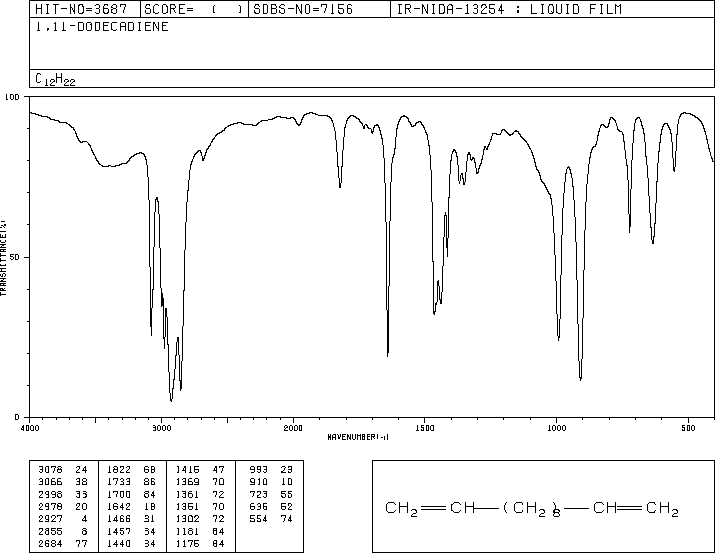 HIT-NO=3687 SCORE= ( ) SDBS-NO=7156 IR-NIDA-13254 : LIQUID FILM
1,11-DODECADIENE
C12H22
100
TRANSMITTANCE(%)
50
0
4000 3000 2000 1500 1000 500
WAVENUMBER(-1)
3078 24 1822 68 1416 47 993 23
3066 38 1733 86 1369 70 910 10
2998 33 1700 84 1361 72 723 55
2978 20 1642 18 1351 70 636 52
2927 4 1466 31 1302 72 554 74
2855 8 1457 34 1181 84
2684 77 1440 34 1175 84
CH2=CH-(CH2)8-CH=CH2